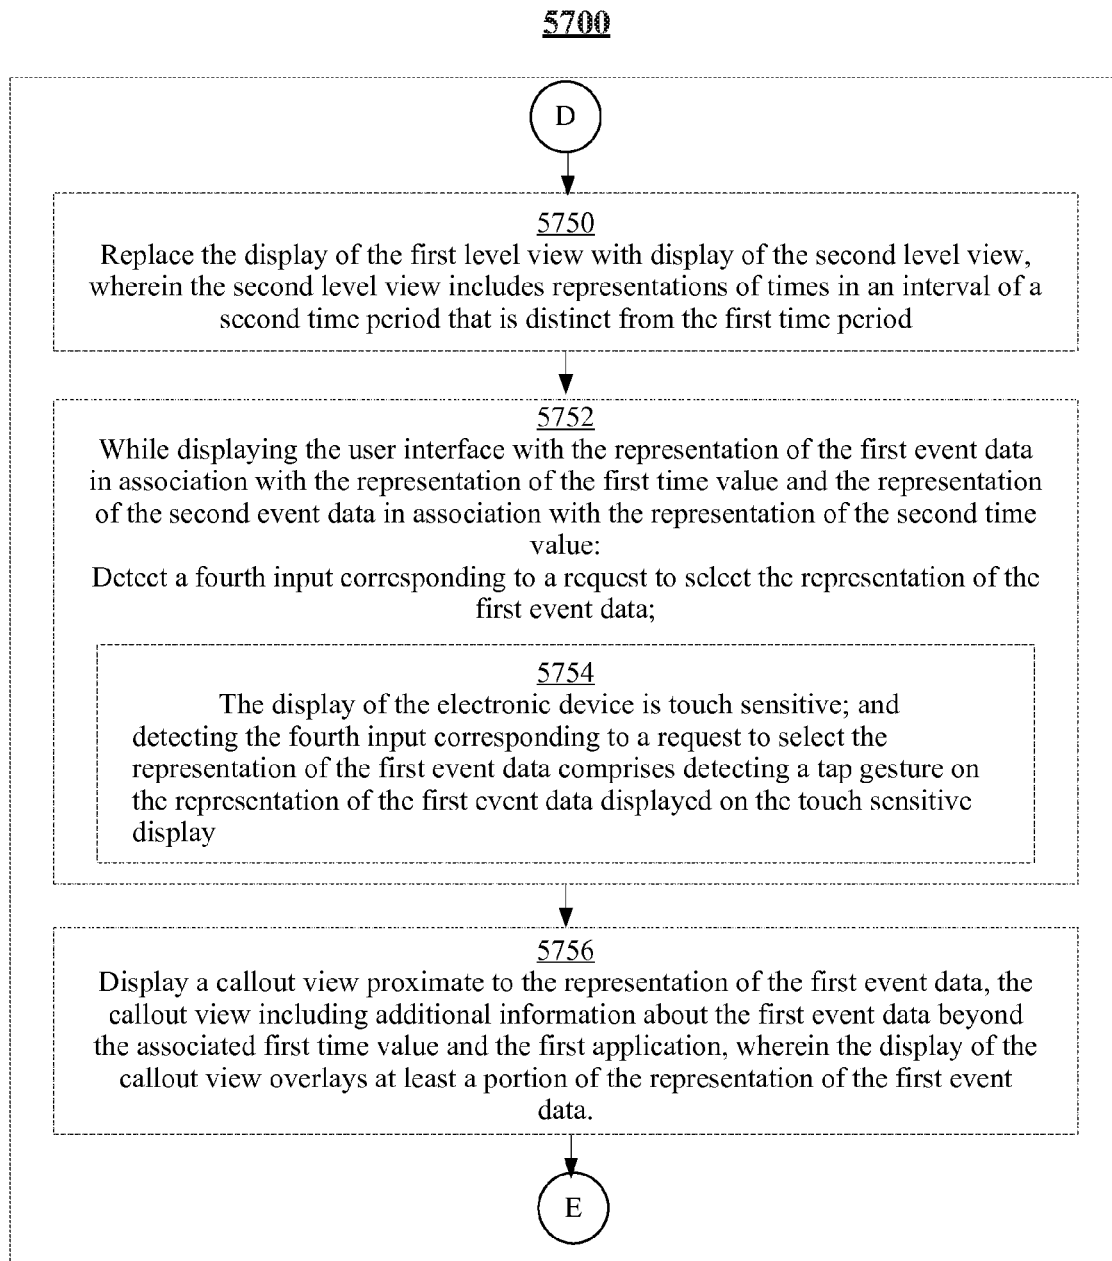 5700
D
5750
Replace the display of the first level view with display of the second level view,
wherein the second level view includes representations of times in an interval of a
second time period that is distinct from the first time period
5752
While displaying the user interface with the representation of the first event data
in association with the representation of the first time value and the representation
of the second event data in association with the representation of the second time
value:
Detect a fourth input corresponding to a request to select the representation of the
first event data;
5754
The display of the electronic device is touch sensitive; and
detecting the fourth input corresponding to a request to select the
representation of the first event data comprises detecting a tap gesture on
the representation of the first event data displayed on the touch sensitive
display
5756
Display a callout view proximate to the representation of the first event data, the
callout view including additional information about the first event data beyond
the associated first time value and the first application, wherein the display of the
callout view overlays at least a portion of the representation of the first event
data.
E